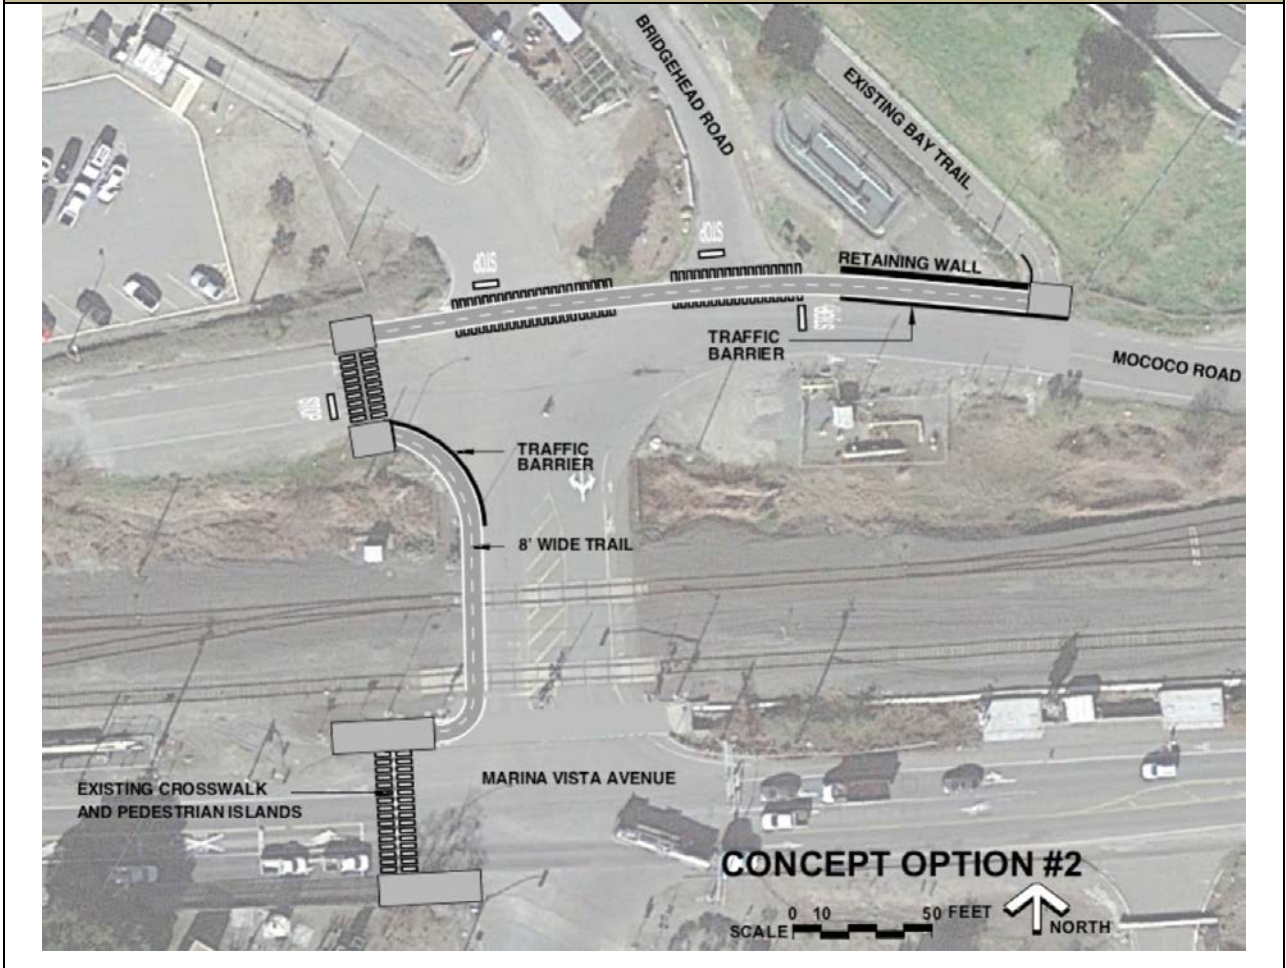 BRIDGEHEAD ROAD
EXISTING BAY TRAIL
STOP
STOP
RETAINING WALL
STOP
TRAFFIC
BARRIER
MOCOCO ROAD
STOP
TRAFFIC
BARRIER
8' WIDE TRAIL
MARINA VISTA AVENUE
EXISTING CROSSWALK
AND PEDESTRIAN ISLANDS
CONCEPT OPTION #2
0 10 50 FEET
SCALE
NORTH